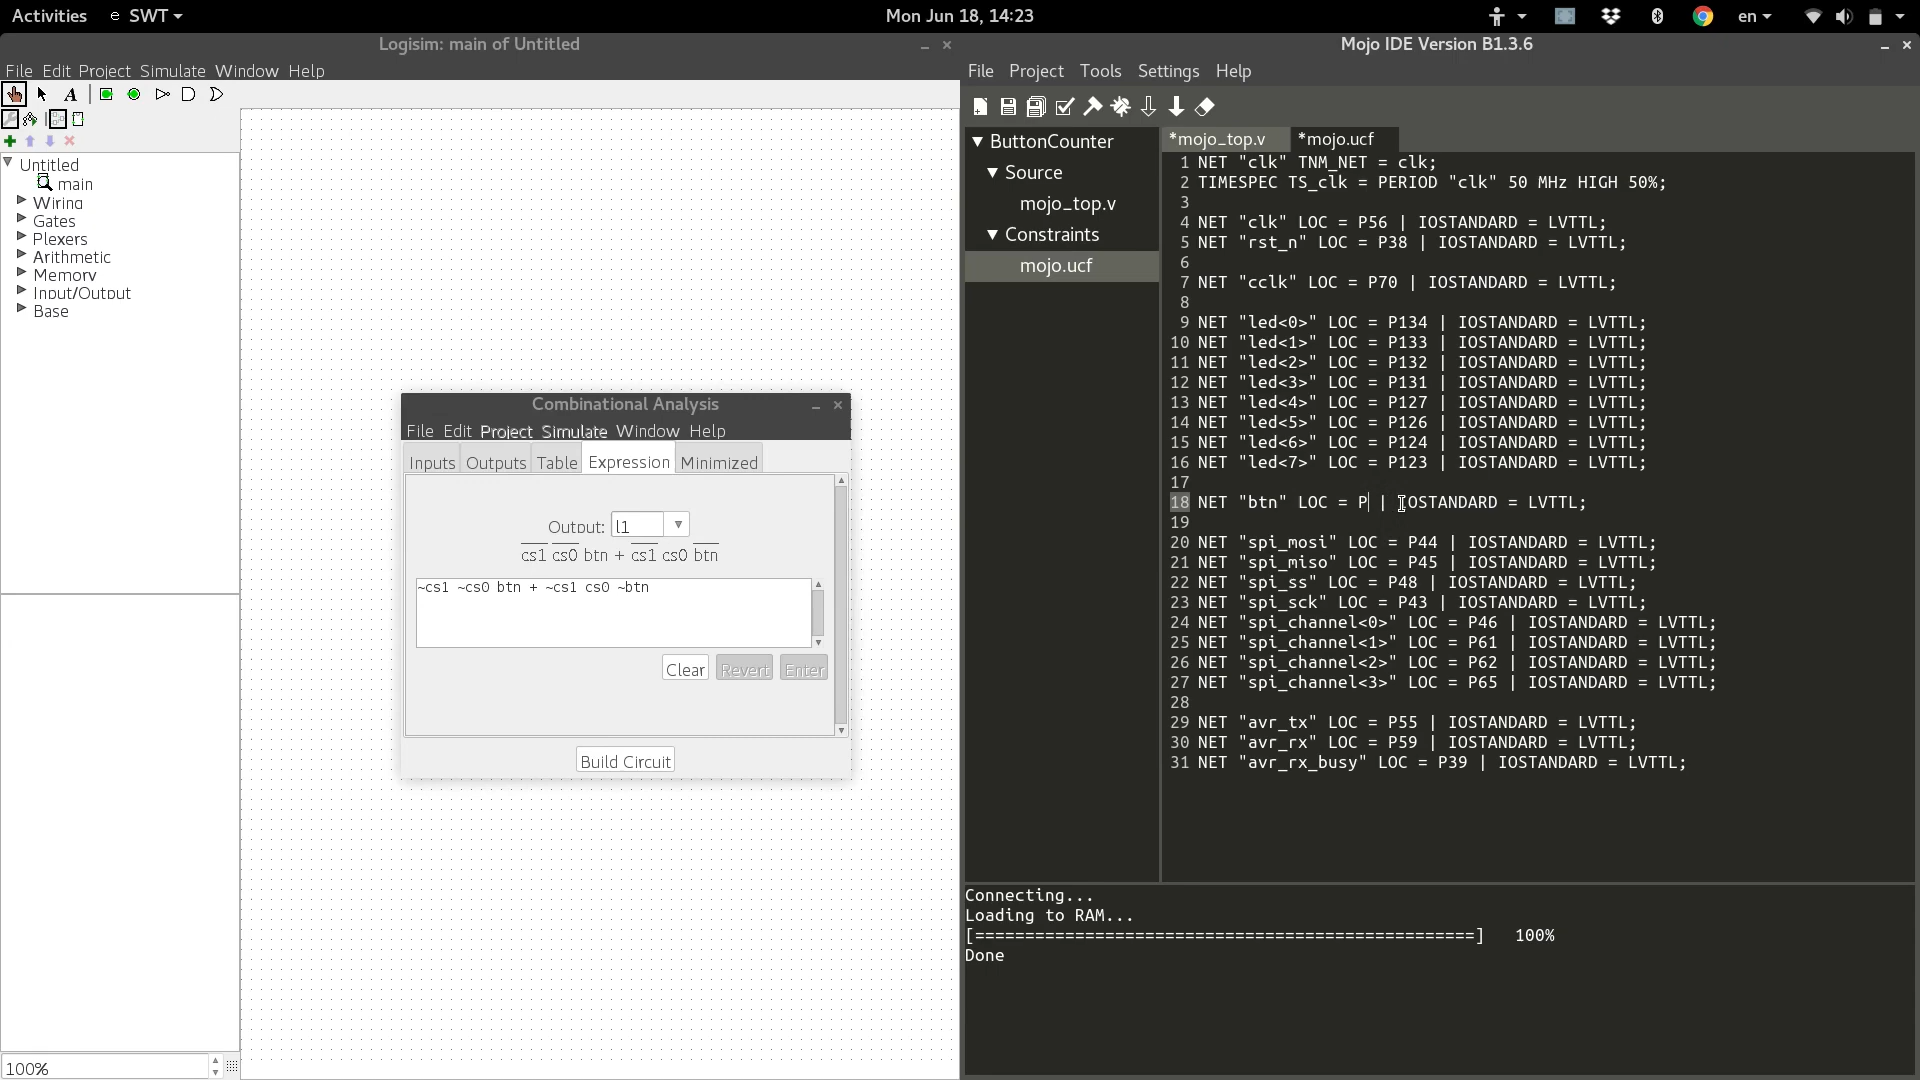 Activities
SWT
Mon Jun 18, 14:23
en
Logisim: main of Untitled
File Edit Project Simulate Window Help
A
Untitled
main
Wiring
Gates
Plexers
Arithmetic
Memory
Input/Output
Base
100%
Combinational Analysis
File Edit Project Simulate Window Help
Inputs Outputs Table Expression Minimized
Output: l1
cs1 cs0 btn + cs1 cs0 btn
~cs1 ~cs0 btn + ~cs1 cs0 ~btn
Clear Revert Enter
Build Circuit
Mojo IDE Version B1.3.6
File Project Tools Settings Help
ButtonCounter
Source
mojo_top.v
Constraints
mojo.ucf
*mojo_top.v *mojo.ucf
1 NET "clk" TNM_NET = clk;
2 TIMESPEC TS_clk = PERIOD "clk" 50 MHz HIGH 50%;
3
4 NET "clk" LOC = P56 | IOSTANDARD = LVTTL;
5 NET "rst_n" LOC = P38 | IOSTANDARD = LVTTL;
6
7 NET "cclk" LOC = P70 | IOSTANDARD = LVTTL;
8
9 NET "led<0>" LOC = P134 | IOSTANDARD = LVTTL;
10 NET "led<1>" LOC = P133 | IOSTANDARD = LVTTL;
11 NET "led<2>" LOC = P132 | IOSTANDARD = LVTTL;
12 NET "led<3>" LOC = P131 | IOSTANDARD = LVTTL;
13 NET "led<4>" LOC = P127 | IOSTANDARD = LVTTL;
14 NET "led<5>" LOC = P126 | IOSTANDARD = LVTTL;
15 NET "led<6>" LOC = P124 | IOSTANDARD = LVTTL;
16 NET "led<7>" LOC = P123 | IOSTANDARD = LVTTL;
17
18 NET "btn" LOC = P | IOSTANDARD = LVTTL;
19
20 NET "spi_mosi" LOC = P44 | IOSTANDARD = LVTTL;
21 NET "spi_miso" LOC = P45 | IOSTANDARD = LVTTL;
22 NET "spi_ss" LOC = P48 | IOSTANDARD = LVTTL;
23 NET "spi_sck" LOC = P43 | IOSTANDARD = LVTTL;
24 NET "spi_channel<0>" LOC = P46 | IOSTANDARD = LVTTL;
25 NET "spi_channel<1>" LOC = P61 | IOSTANDARD = LVTTL;
26 NET "spi_channel<2>" LOC = P62 | IOSTANDARD = LVTTL;
27 NET "spi_channel<3>" LOC = P65 | IOSTANDARD = LVTTL;
28
29 NET "avr_tx" LOC = P55 | IOSTANDARD = LVTTL;
30 NET "avr_rx" LOC = P59 | IOSTANDARD = LVTTL;
31 NET "avr_rx_busy" LOC = P39 | IOSTANDARD = LVTTL;
Connecting...
Loading to RAM...
[==================================================] 100%
Done